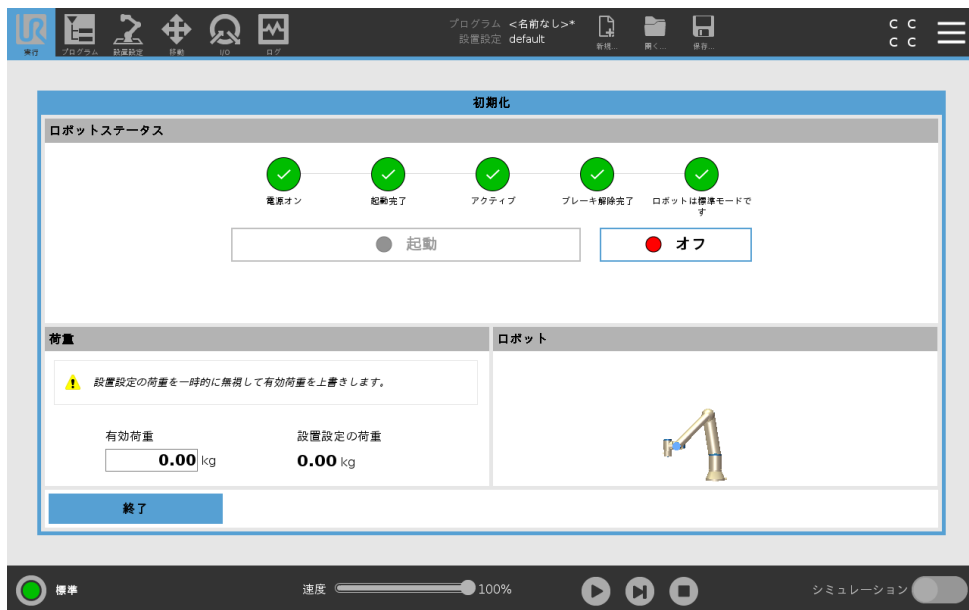 プログラム <名前なし>*
設置設定 default
C C
C C
実行 プログラム 設置設定 移動 I/O ログ 新規... 開く... 保存...
初期化
ロボットステータス
電源オン 起動完了 アクティブ ブレーキ解除完了 ロボットは標準モードで
す
起動 オフ
荷重 ロボット
設置設定の荷重を一時的に無視して有効荷重を上書きします。
有効荷重 設置設定の荷重
0.00 kg 0.00 kg
終了
標準 速度 100% シミュレーション